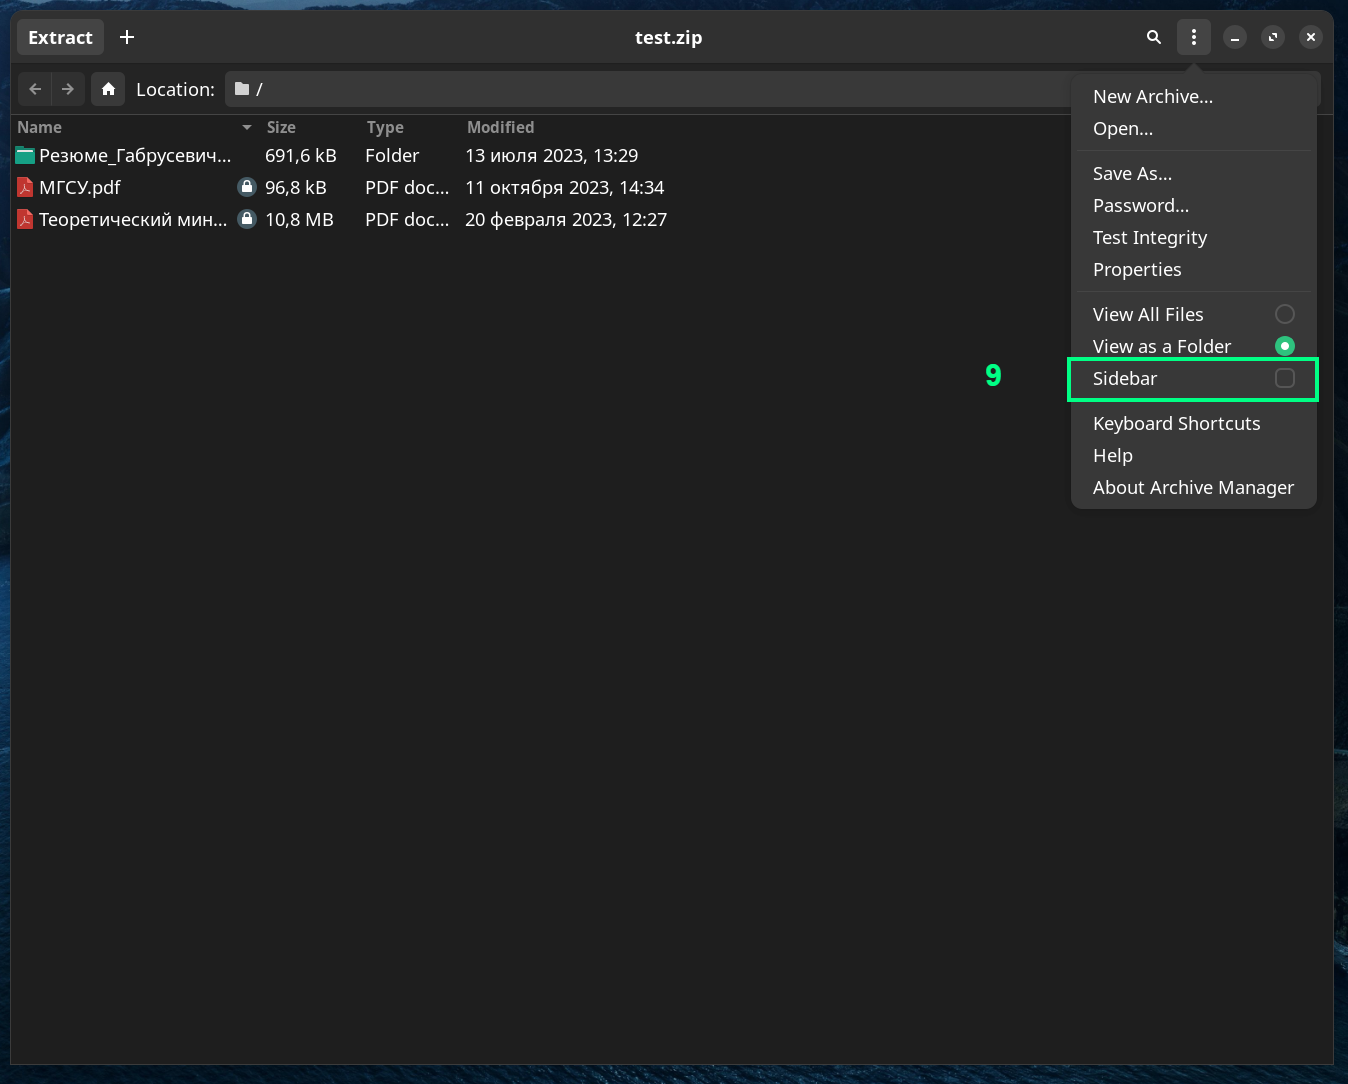 Extract
test.zip
Location: /
Name Size Type Modified
Резюме_Габрусевич... 691,6 kB Folder 13 июля 2023, 13:29
МГСУ.pdf 96,8 kB PDF doc... 11 октября 2023, 14:34
Теоретический мин... 10,8 MB PDF doc... 20 февраля 2023, 12:27
New Archive...
Open...
Save As...
Password...
Test Integrity
Properties
View All Files
View as a Folder
9 Sidebar
Keyboard Shortcuts
Help
About Archive Manager